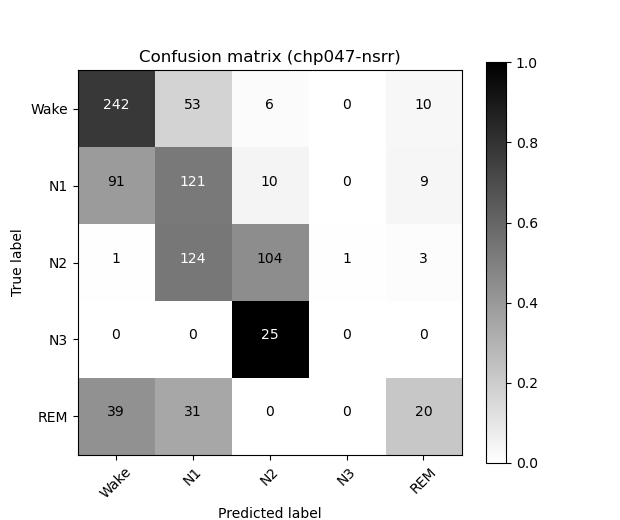 Confusion matrix (chp047-nsrr)
Wake 242 53 6 0 10
N1 91 121 10 0 9
N2 1 124 104 1 3
N3 0 0 25 0 0
REM 39 31 0 0 20
Wake N1 N2 N3 REM
Predicted label
True label
1.0
0.8
0.6
0.4
0.2
0.0